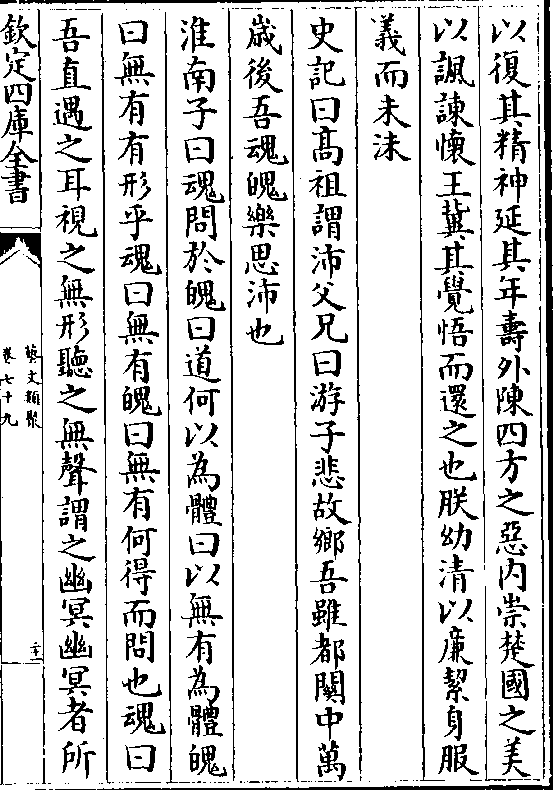 以復其精神延其年壽外陳四方之惡内崇楚國之美
以諷諫懐王冀其覺悟而還之也朕幼清以廉絜身服
義而未沬
史記曰髙祖謂沛父兄曰游子悲故鄉吾雖都闗中萬
嵗後吾魂魄樂思沛也
淮南子曰魂問於魄曰道何以為體曰以無有為體魄
曰無有有形乎魂曰無有魄曰無有何得而問也魂曰
吾直遇之耳視之無形聽之無聲謂之幽冥幽冥者所
欽定四庫全書
藝文類聚
卷七十九